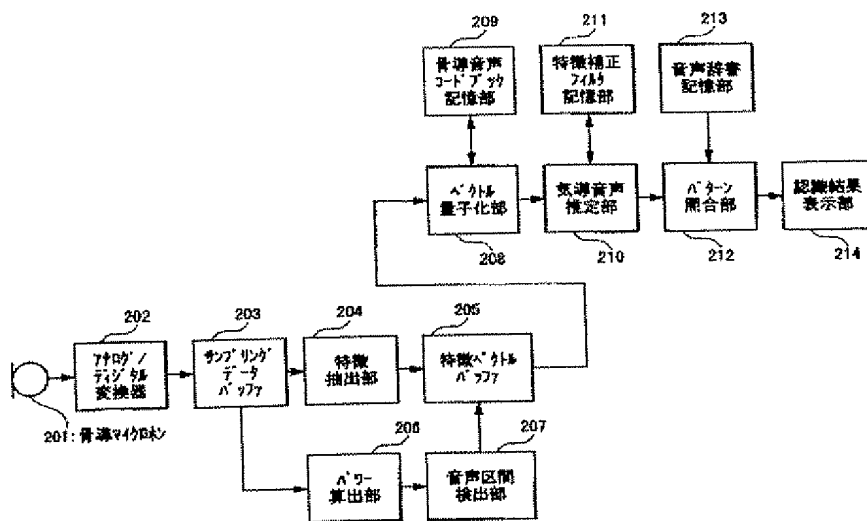 209
骨導音声
コードブック
記憶部
211
特徴補正
フィルタ
記憶部
213
音声辞書
記憶部
ベクトル
量子化部
208
気導音声
推定部
210
パターン
照合部
212
認識結果
表示部
214
202
アナログ/
ディジタル
変換器
203
サンプリング
データ
バッファ
204
特徴
抽出部
205
特徴ベクトル
バッファ
201:骨導マイクロホン
206
パワー
算出部
207
音声区間
検出部